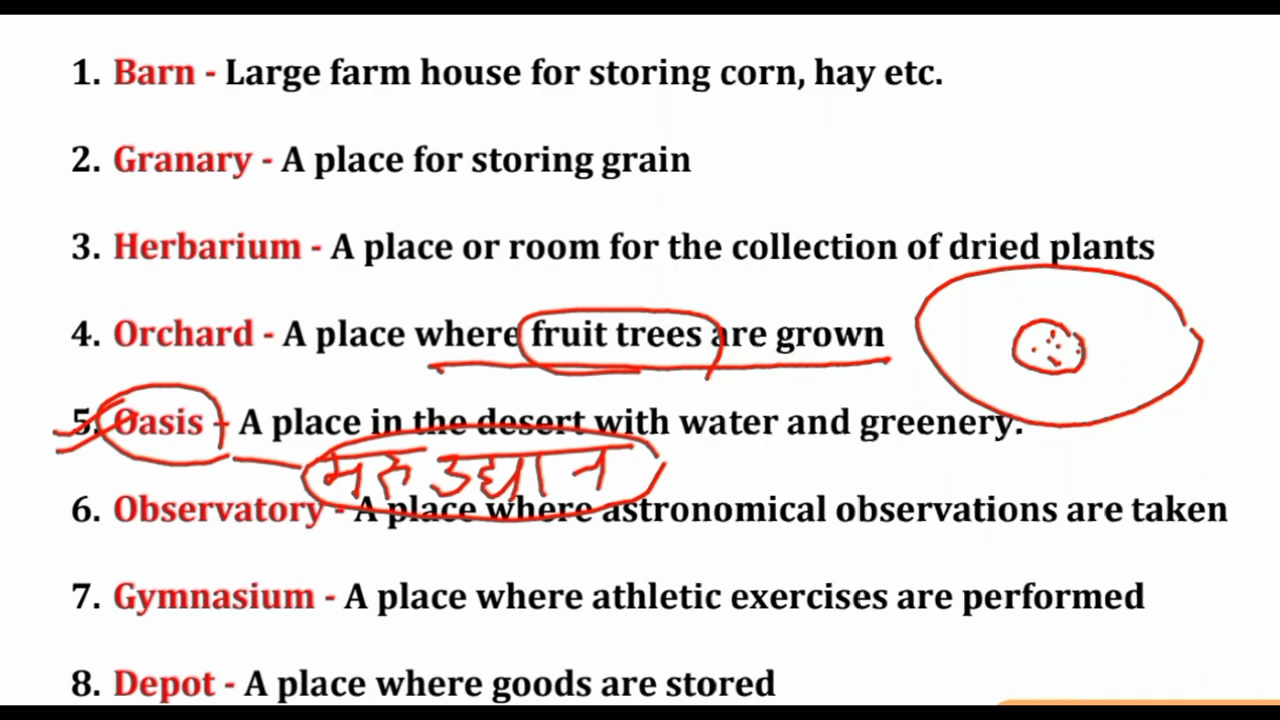 1. Barn - Large farm house for storing corn, hay etc.
2. Granary - A place for storing grain
3. Herbarium - A place or room for the collection of dried plants
4. Orchard - A place where fruit trees are grown
5. Oasis - A place in the desert with water and greenery.
मरु उद्यान
6. Observatory - A place where astronomical observations are taken
7. Gymnasium - A place where athletic exercises are performed
8. Depot - A place where goods are stored